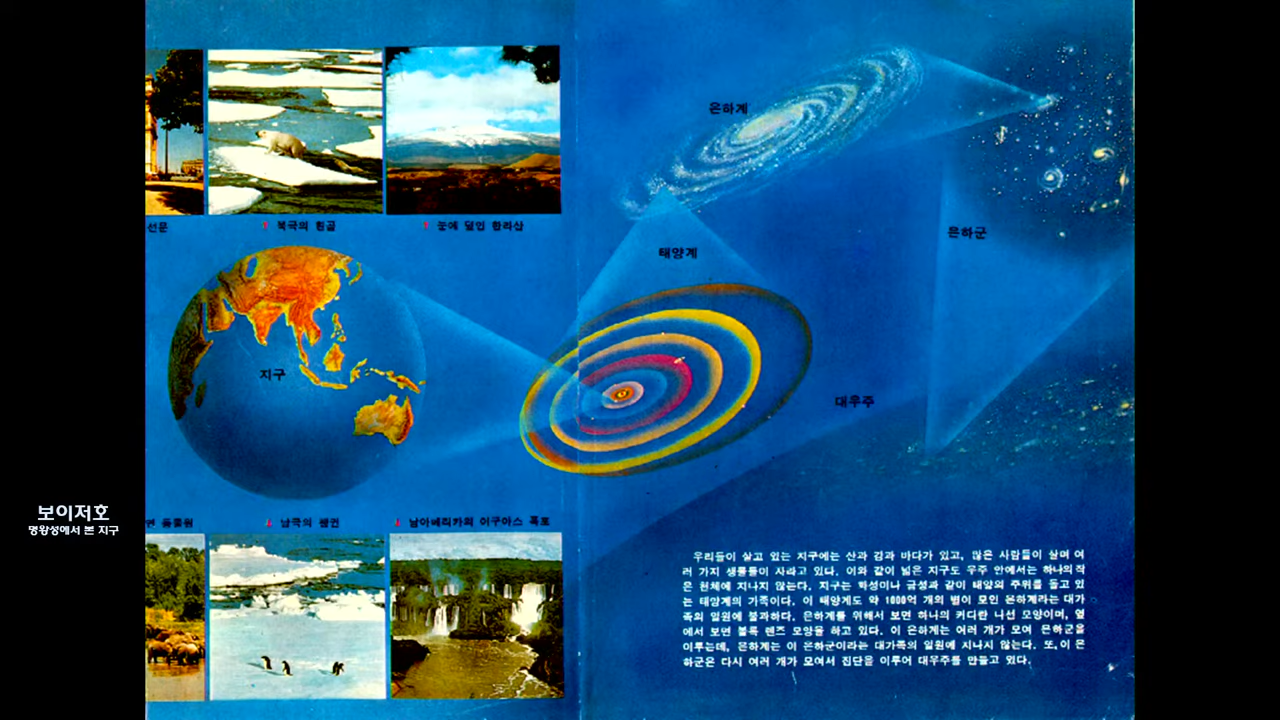 은하계
선문
↑ 북극의 흰곰
↑ 눈에 덮인 한라산
은하군
태양계
지구
대우주
보이저호
명왕성에서 본 지구
연 동물원
↓ 남극의 펭귄
↓ 남아메리카의 이구아스 폭포
우리들이 살고 있는 지구에는 산과 강과 바다가 있고, 많은 사람들이 살며 여
러 가지 생물들이 자라고 있다. 이와 같이 넓은 지구도 우주 안에서는 하나의 작
은 천체에 지나지 않는다. 지구는 화성이나 금성과 같이 태양의 주위를 돌고 있
는 태양계의 가족이다. 이 태양계도 약 1000억 개의 별이 모인 은하계라는 대가
족의 일원에 불과하다. 은하계를 위해서 보면 하나의 커다란 나선 모양이며, 옆
에서 보면 볼록 렌즈 모양을 하고 있다. 이 은하계는 여러 개가 모여 은하군을
이루는데, 은하계는 이 은하군이라는 대가족의 일원에 지나지 않는다. 또, 이 은
하군은 다시 여러 개가 모여서 집단을 이루어 대우주를 만들고 있다.